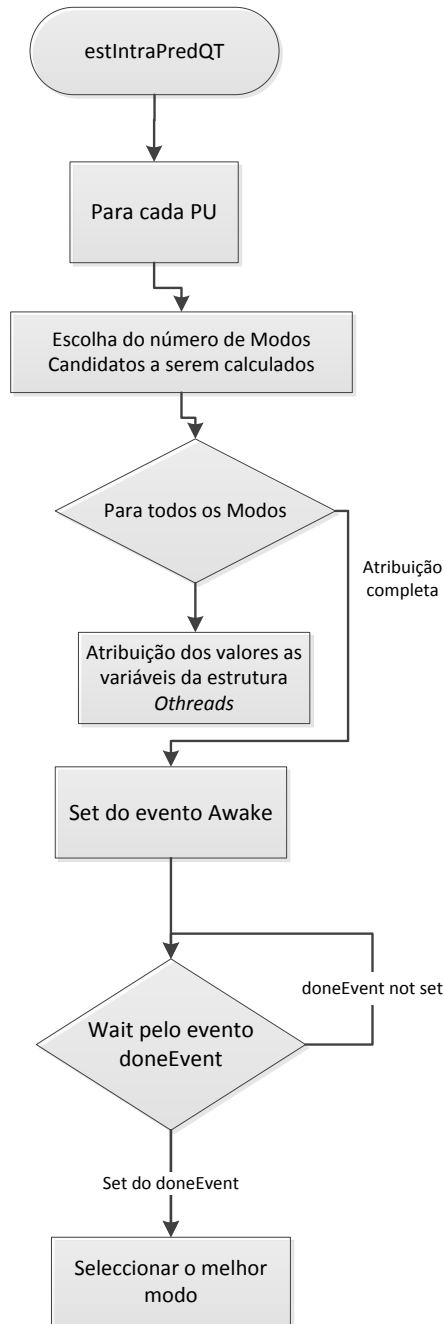 estIntraPredQT
Para cada PU
Escolha do número de Modos
Candidatos a serem calculados
Para todos os Modos
Atribuição
completa
Atribuição dos valores as
variáveis da estrutura
Othreads
Set do evento Awake
doneEvent not set
Wait pelo evento
doneEvent
Set do doneEvent
Seleccionar o melhor
modo